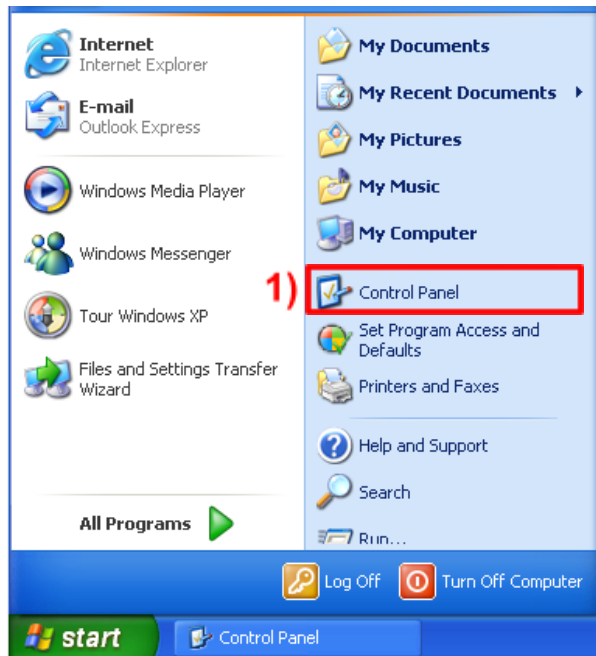 Internet
Internet Explorer
E-mail
Outlook Express
Windows Media Player
Windows Messenger
Tour Windows XP
Files and Settings Transfer
Wizard
All Programs
My Documents
My Recent Documents
My Pictures
My Music
My Computer
1)
Control Panel
Set Program Access and
Defaults
Printers and Faxes
Help and Support
Search
Run...
Log Off
Turn Off Computer
start
Control Panel